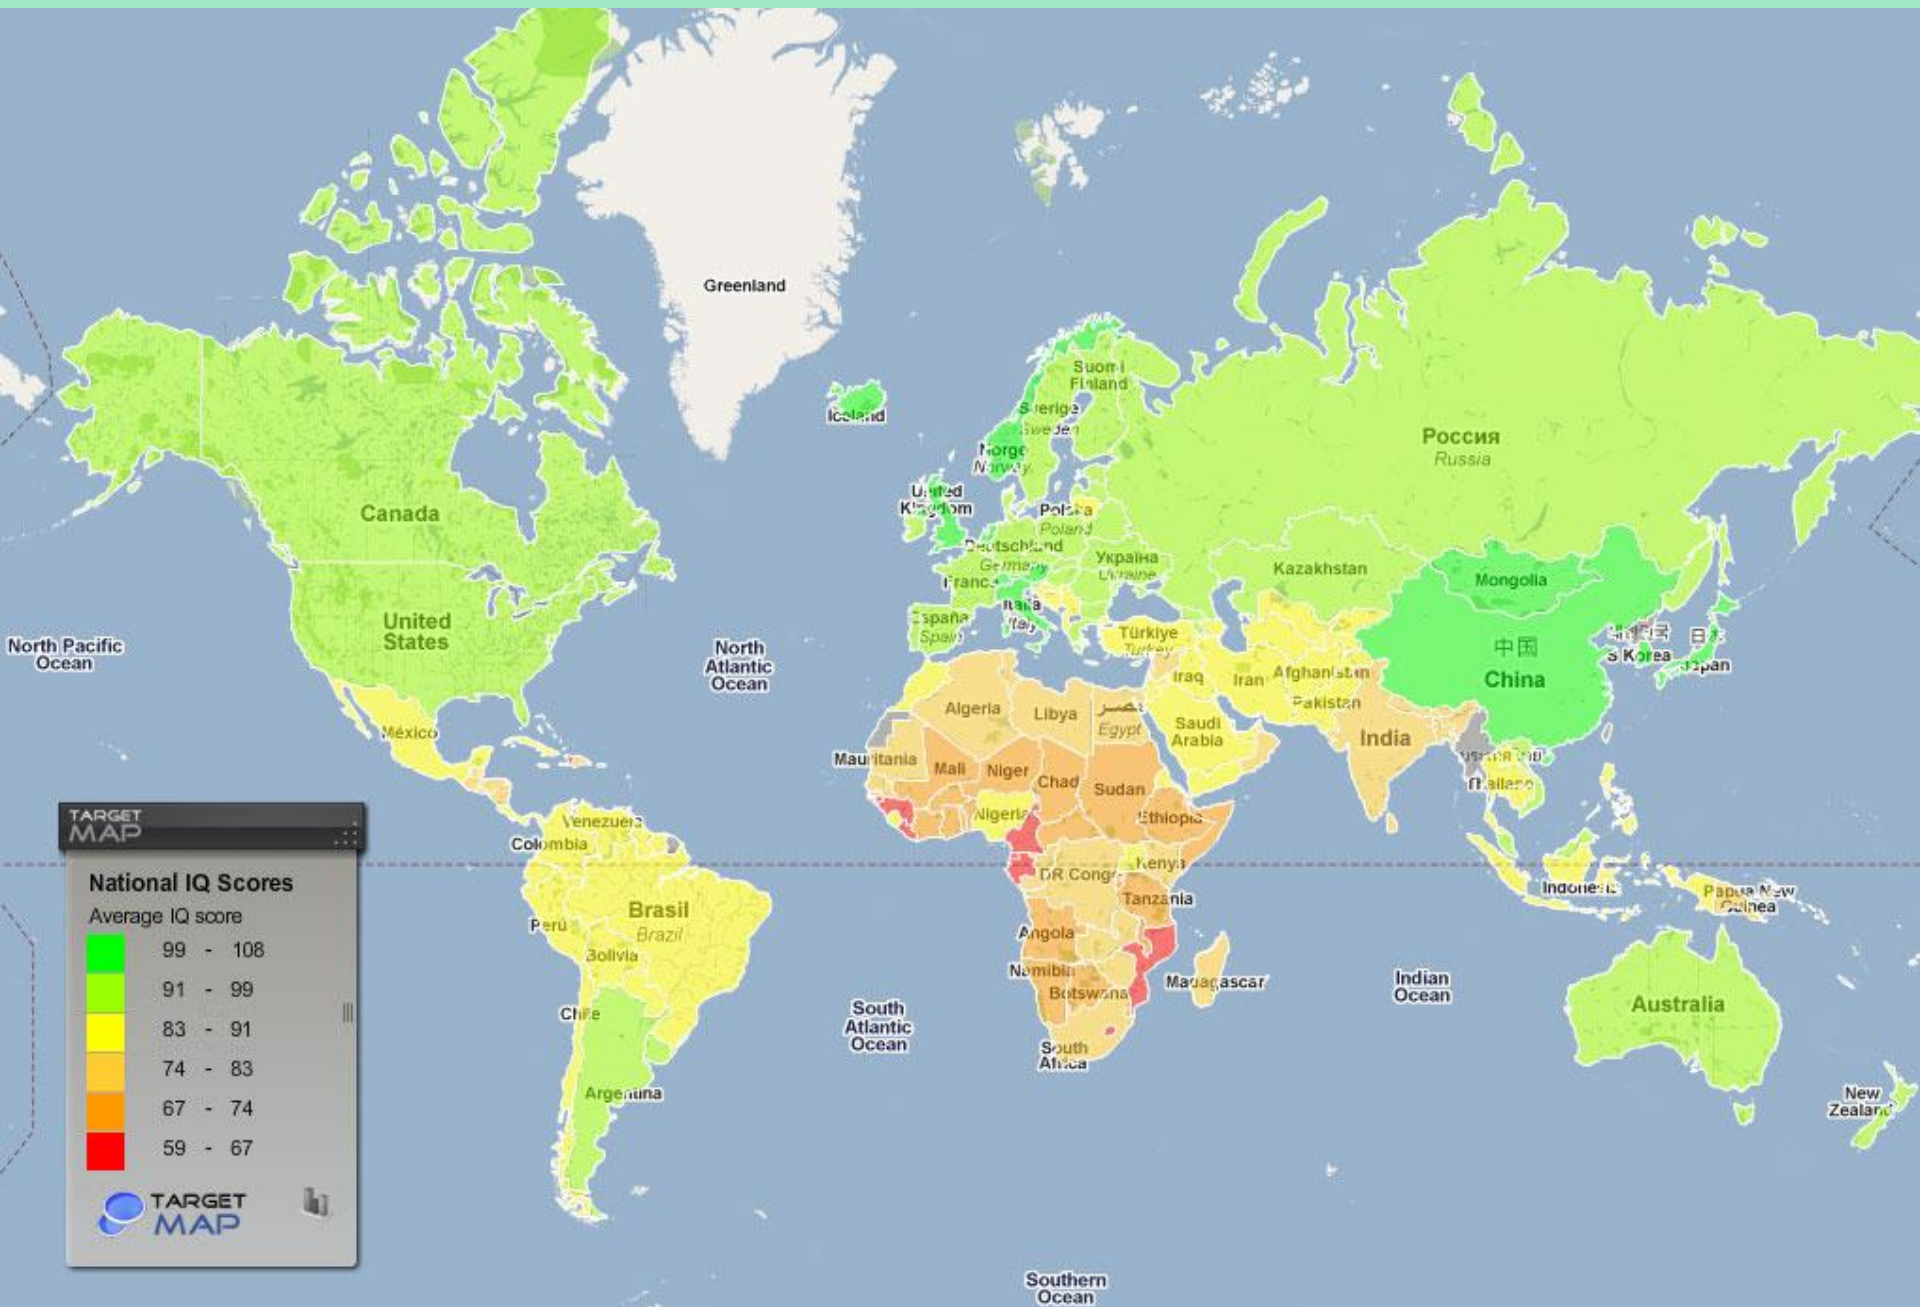 Greenland
Iceland
Suomi
Finland
Sverige
Sweden
Norge
Norway
Россия
Russia
United
Kingdom
Polska
Poland
Canada
Deutschland
Germany
Україна
Ukraine
Kazakhstan
Mongolia
France
Italia
Italy
España
Spain
United
States
North Pacific
Ocean
North
Atlantic
Ocean
Türkiye
Turkey
中国
China
S Korea
Japan
Iraq
Iran
Afghanistan
Pakistan
Algeria
Libya
مصر
Egypt
Saudi
Arabia
India
México
Mauritania
Mali
Niger
Chad
Sudan
Thailand
Nigeria
Ethiopia
Venezuela
Colombia
DR Congo
Kenya
Indonesia
Papua New
Guinea
Tanzania
Brasil
Brazil
Perú
Angola
Bolivia
Namibia
Botswana
Madagascar
Indian
Ocean
Australia
Chile
South
Atlantic
Ocean
South
Africa
Argentina
New
Zealand
Southern
Ocean
TARGET
MAP
National IQ Scores
Average IQ score
99 - 108
91 - 99
83 - 91
74 - 83
67 - 74
59 - 67
TARGET
MAP